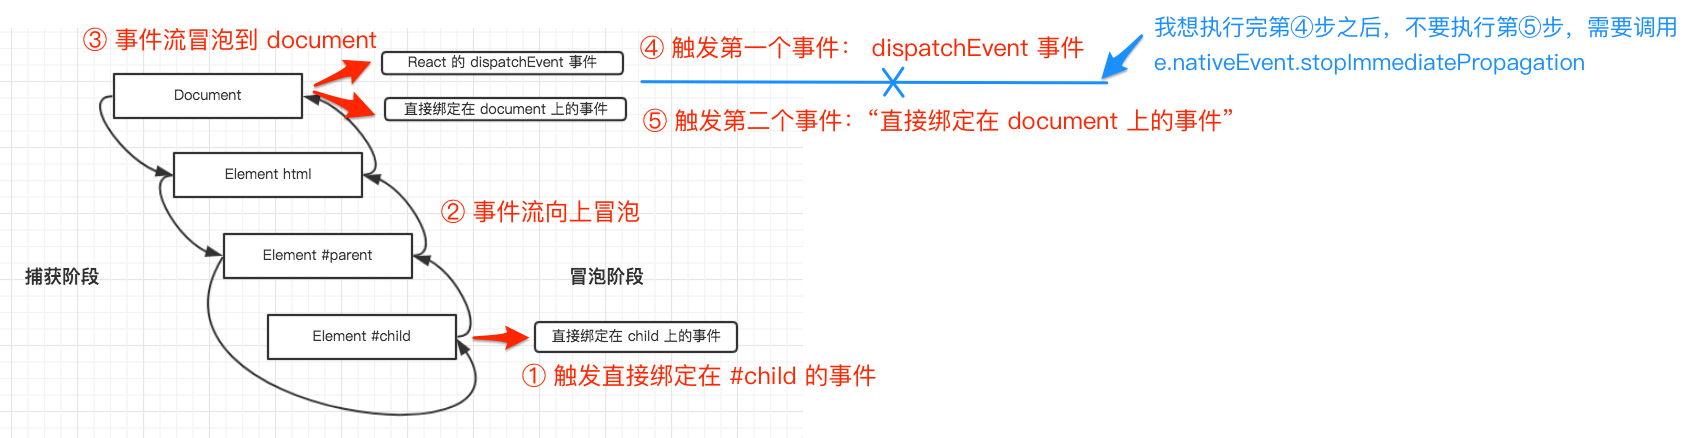 ③ 事件流冒泡到 document
React 的 dispatchEvent 事件
Document
直接绑定在 document 上的事件
④ 触发第一个事件： dispatchEvent 事件
我想执行完第④步之后，不要执行第⑤步，需要调用
e.nativeEvent.stopImmediatePropagation
⑤ 触发第二个事件：“直接绑定在 document 上的事件”
Element html
② 事件流向上冒泡
Element #parent
捕获阶段
冒泡阶段
Element #child
直接绑定在 child 上的事件
① 触发直接绑定在 #child 的事件